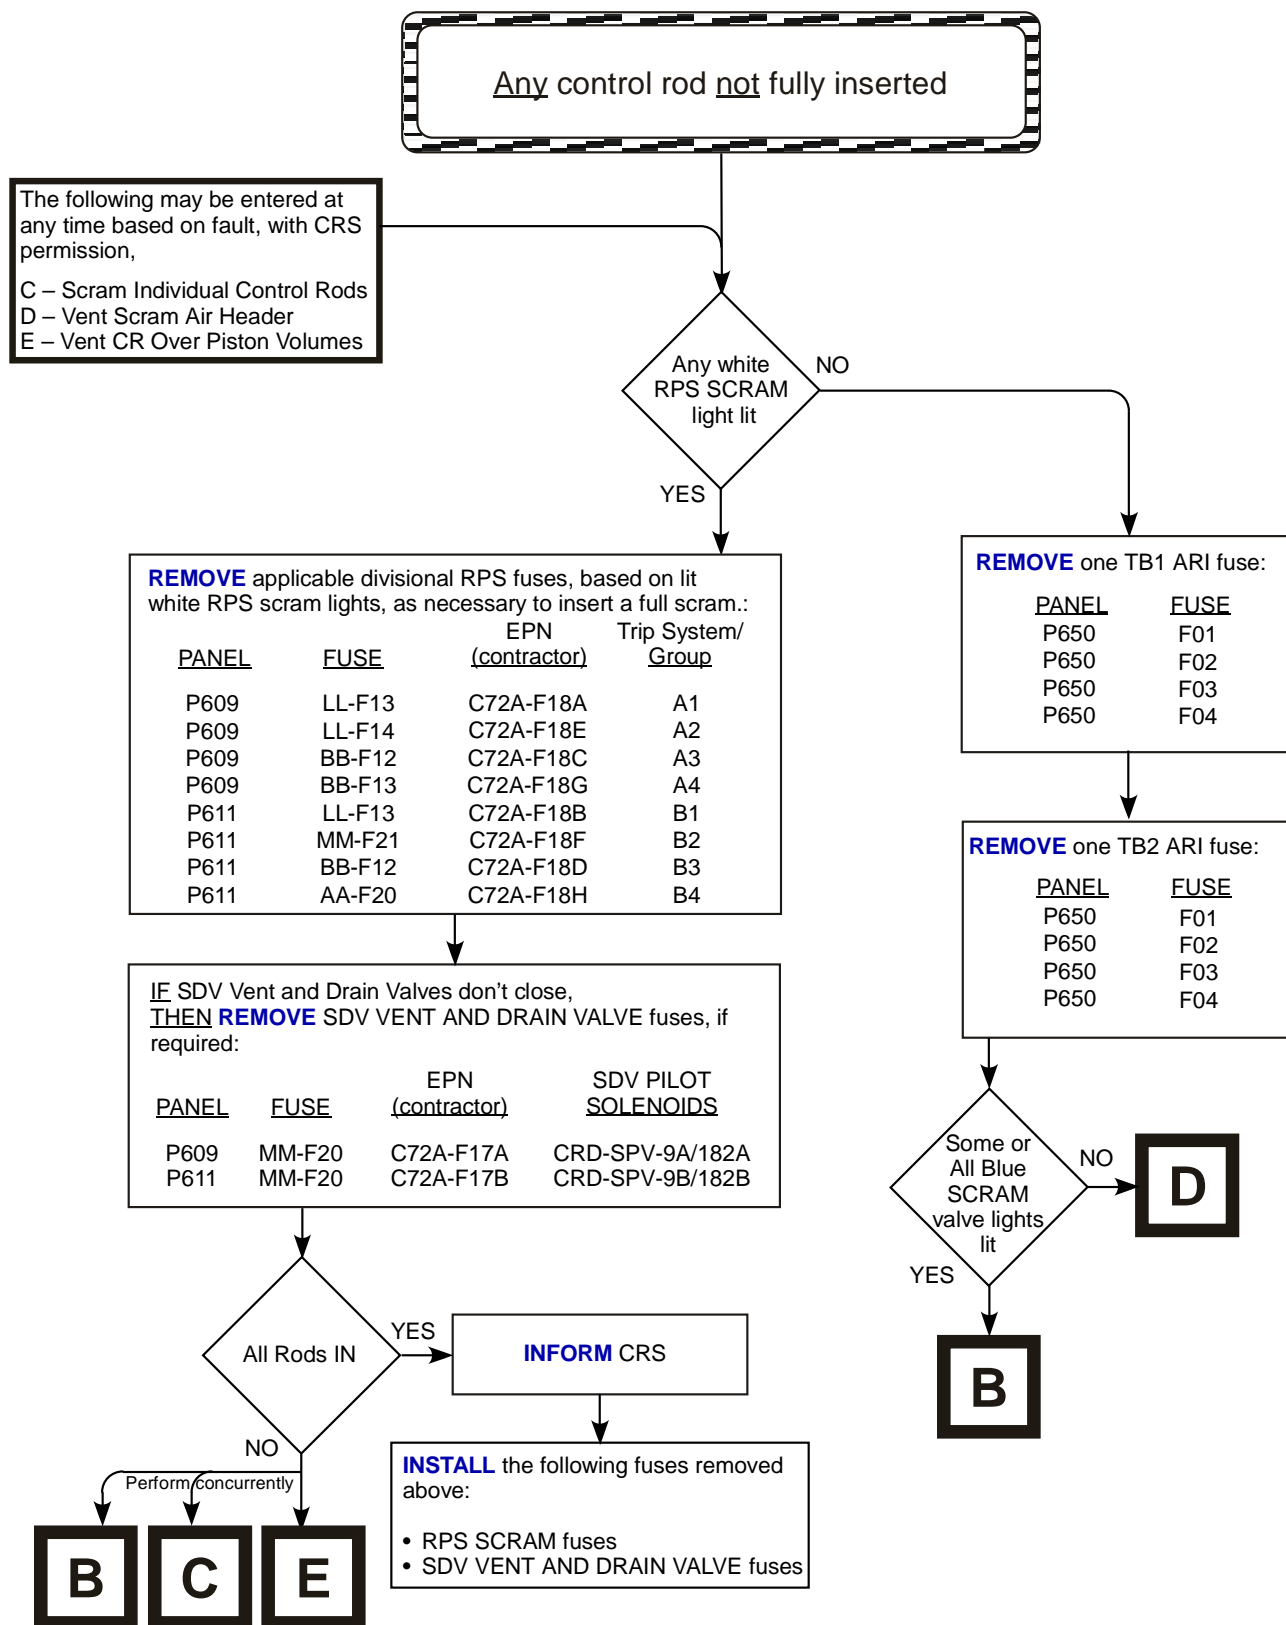 Any control rod not fully inserted
The following may be entered at
any time based on fault, with CRS
permission,
C – Scram Individual Control Rods
D – Vent Scram Air Header
E – Vent CR Over Piston Volumes
Any white
RPS SCRAM
light lit
NO
YES
REMOVE applicable divisional RPS fuses, based on lit
white RPS scram lights, as necessary to insert a full scram.:
EPN Trip System/
PANEL FUSE (contractor) Group
P609 LL-F13 C72A-F18A A1
P609 LL-F14 C72A-F18E A2
P609 BB-F12 C72A-F18C A3
P609 BB-F13 C72A-F18G A4
P611 LL-F13 C72A-F18B B1
P611 MM-F21 C72A-F18F B2
P611 BB-F12 C72A-F18D B3
P611 AA-F20 C72A-F18H B4
IF SDV Vent and Drain Valves don't close,
THEN REMOVE SDV VENT AND DRAIN VALVE fuses, if
required:
EPN SDV PILOT
PANEL FUSE (contractor) SOLENOIDS
P609 MM-F20 C72A-F17A CRD-SPV-9A/182A
P611 MM-F20 C72A-F17B CRD-SPV-9B/182B
All Rods IN
YES
INFORM CRS
NO
Perform concurrently
INSTALL the following fuses removed
above:
• RPS SCRAM fuses
• SDV VENT AND DRAIN VALVE fuses
B C E
REMOVE one TB1 ARI fuse:
PANEL FUSE
P650 F01
P650 F02
P650 F03
P650 F04
REMOVE one TB2 ARI fuse:
PANEL FUSE
P650 F01
P650 F02
P650 F03
P650 F04
Some or
All Blue
SCRAM
valve lights
lit
NO
D
YES
B